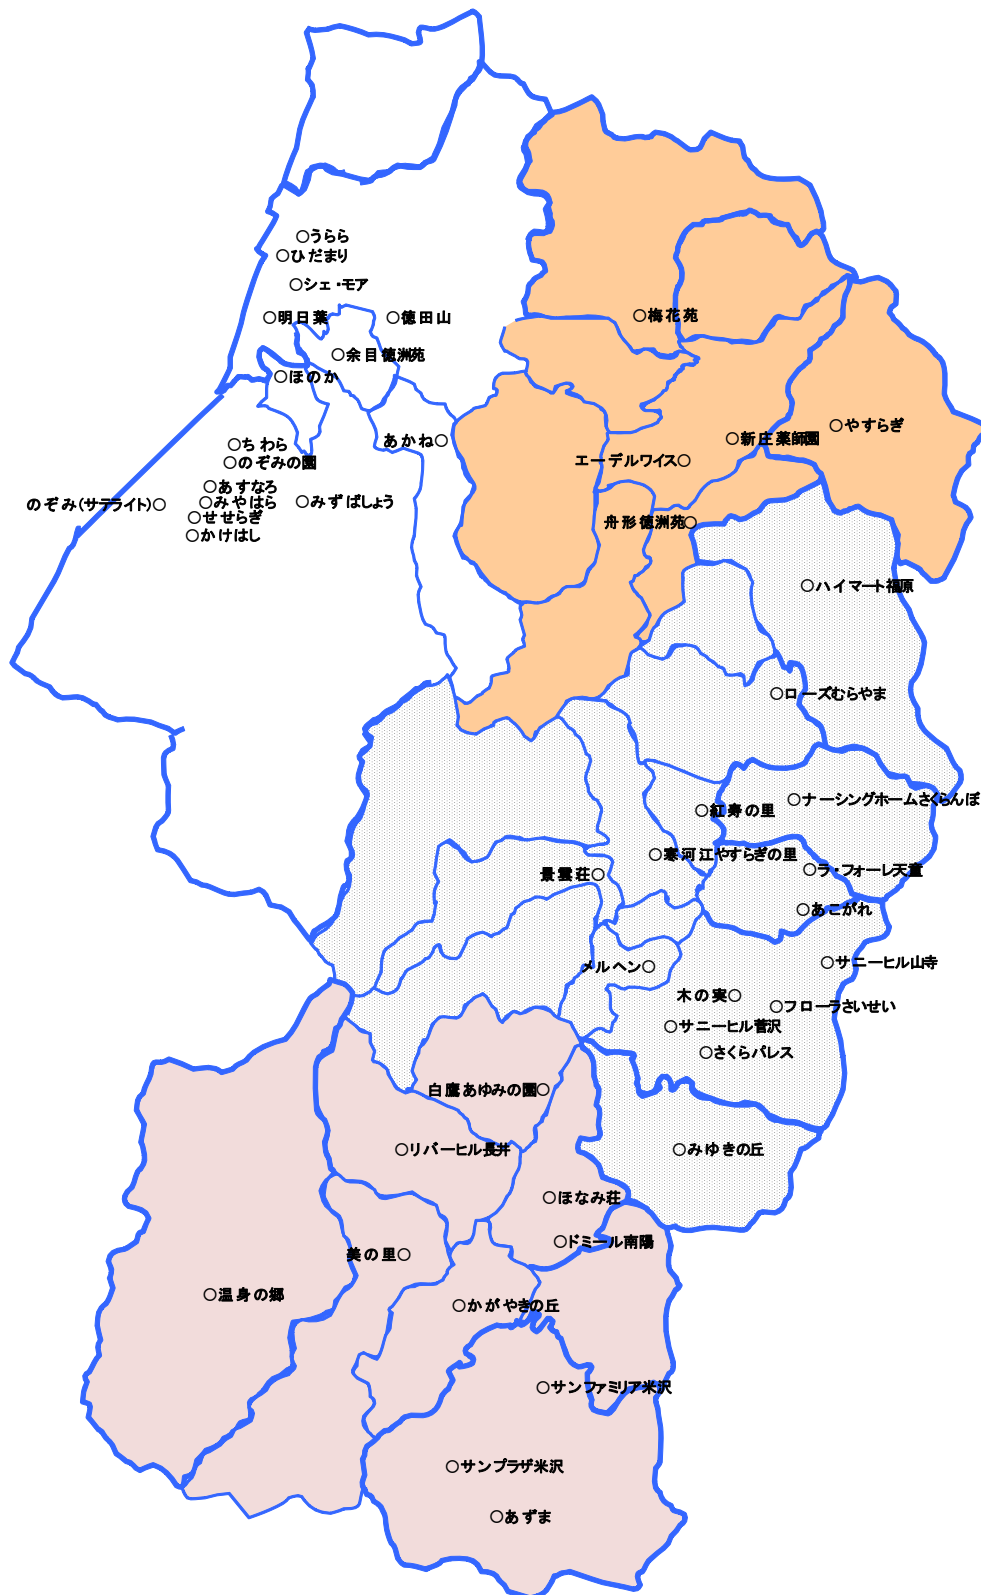 ○うらら
○ひだまり
○シェ・モア
○明日葉
○徳田山
○梅花苑
○余目徳洲苑
○ほのか
○やすらぎ
あかね○
○新庄薬師園
○ちわら
○のぞみの園
エーデルワイス○
○あすなろ
のぞみ(サテライト)○
○みやはら
○みずばしょう
○せせらぎ
舟形徳洲苑○
○かけはし
○ハイマート福原
○ローズむらやま
○ナーシングホームさくらんぼ
○紅寿の里
○寒河江やすらぎの里
○ラ・フォーレ天童
景雲荘○
○あこがれ
○サニーヒル山寺
メルヘン○
木の実○
○フローラさいせい
○サニーヒル菅沢
○さくらパレス
白鷹あゆみの園○
○リバーヒル長井
○みゆきの丘
○ほなみ荘
○ドミール南陽
美の里○
○温身の郷
○かがやきの丘
○サンファミリア米沢
○サンプラザ米沢
○あずま